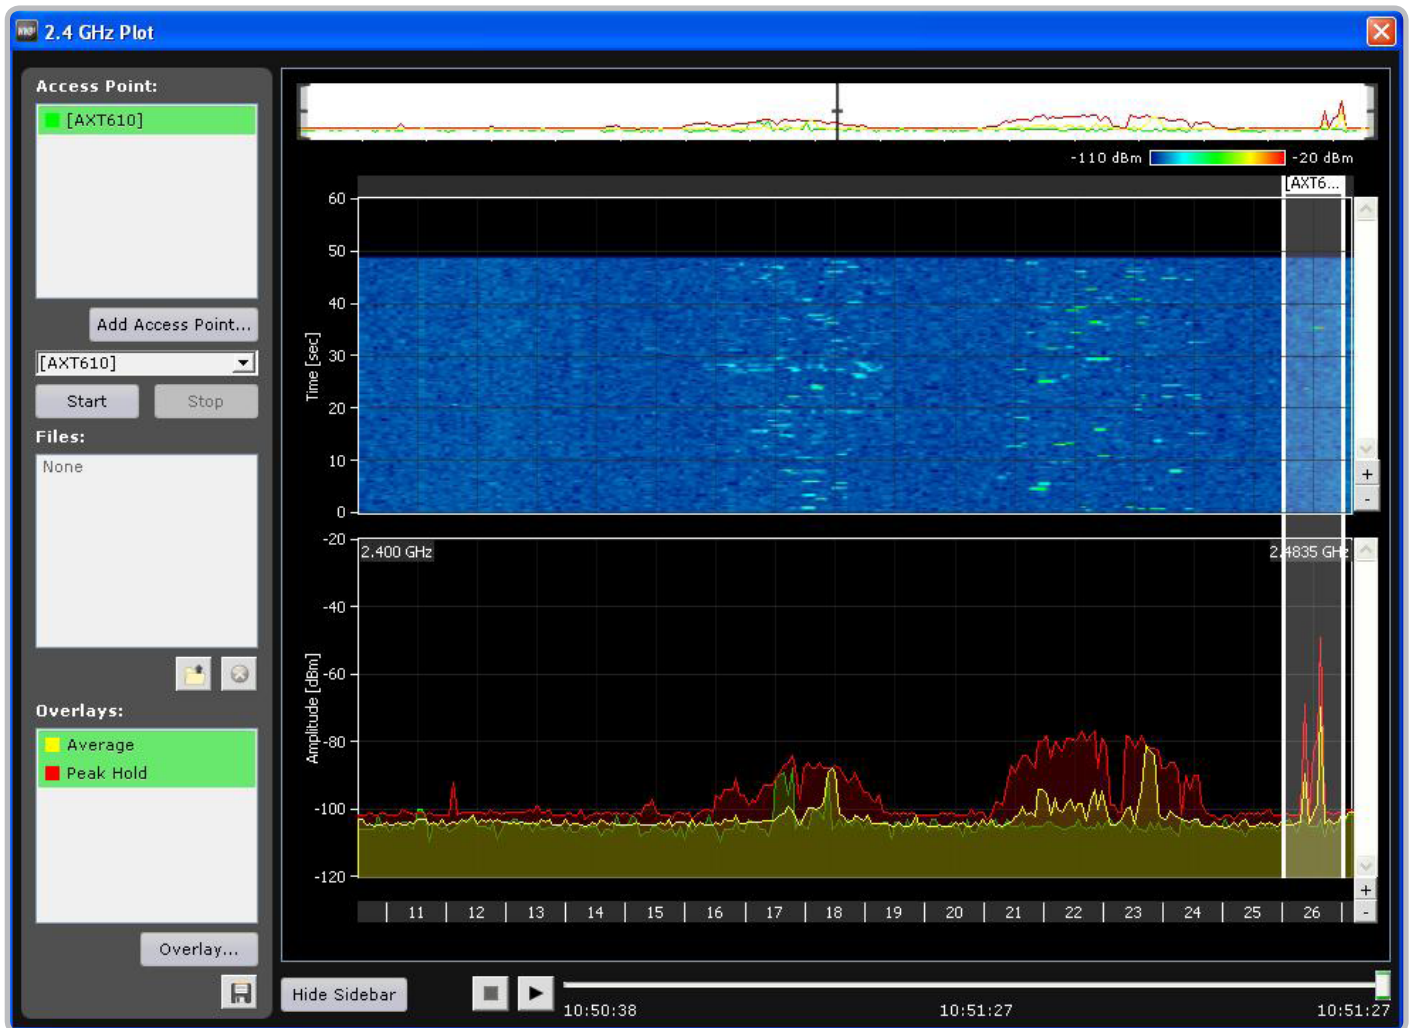 2.4 GHz Plot
Access Point:
[AXT610]
Add Access Point...
[AXT610]
Start
Stop
Files:
None
Overlays:
Average
Peak Hold
Overlay...
-110 dBm
-20 dBm
[AXT6...
60
50
40
30
20
10
0
Time [sec]
+
-
-20
-40
-60
-80
-100
-120
Amplitude [dBm]
2.400 GHz
2.4835 GHz
+
-
11 12 13 14 15 16 17 18 19 20 21 22 23 24 25 26
Hide Sidebar
10:50:38
10:51:27
10:51:27